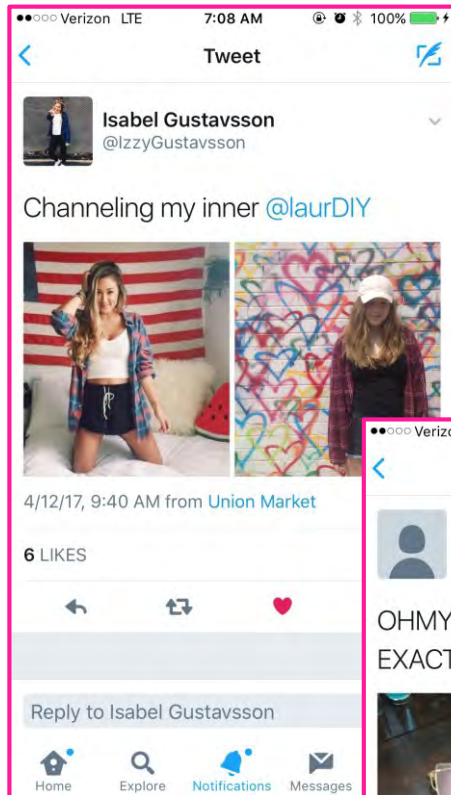 Verizon LTE 7:08 AM 100%
Tweet
Isabel Gustavsson
@IzzyGustavsson
Channeling my inner @laurDIY
4/12/17, 9:40 AM from Union Market
6 LIKES
Reply to Isabel Gustavsson
Home Explore Notifications Messages
Verizo
OHMY
EXACT